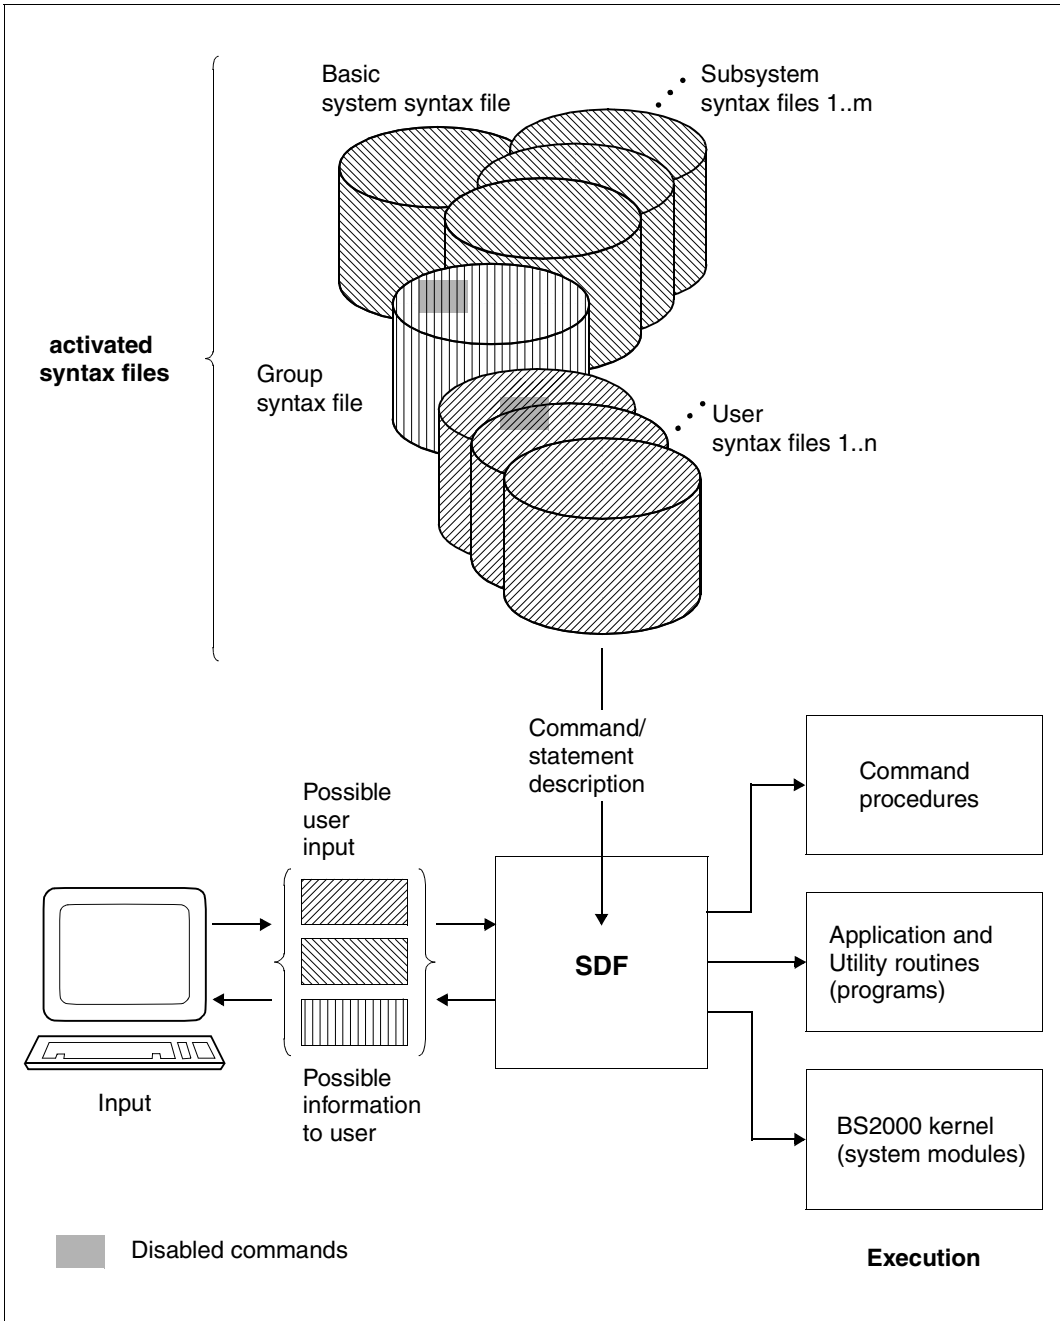 Basic
system syntax file
Subsystem
syntax files 1..m
activated
syntax files
Group
syntax file
User
syntax files 1..n
Command/
statement
description
Possible
user
input
Command
procedures
SDF
Application and
Utility routines
(programs)
Input
Possible
information
to user
BS2000 kernel
(system modules)
Disabled commands
Execution